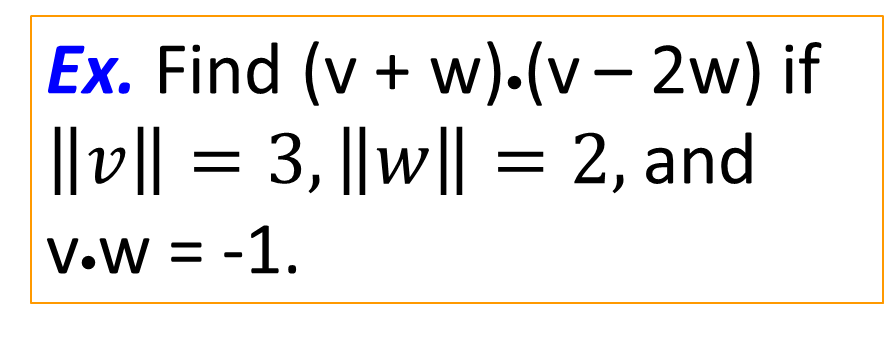 Ex. Find (v + w)•(v – 2w) if
‖𝑣‖ = 3, ‖𝑤‖ = 2, and
v•w = -1.